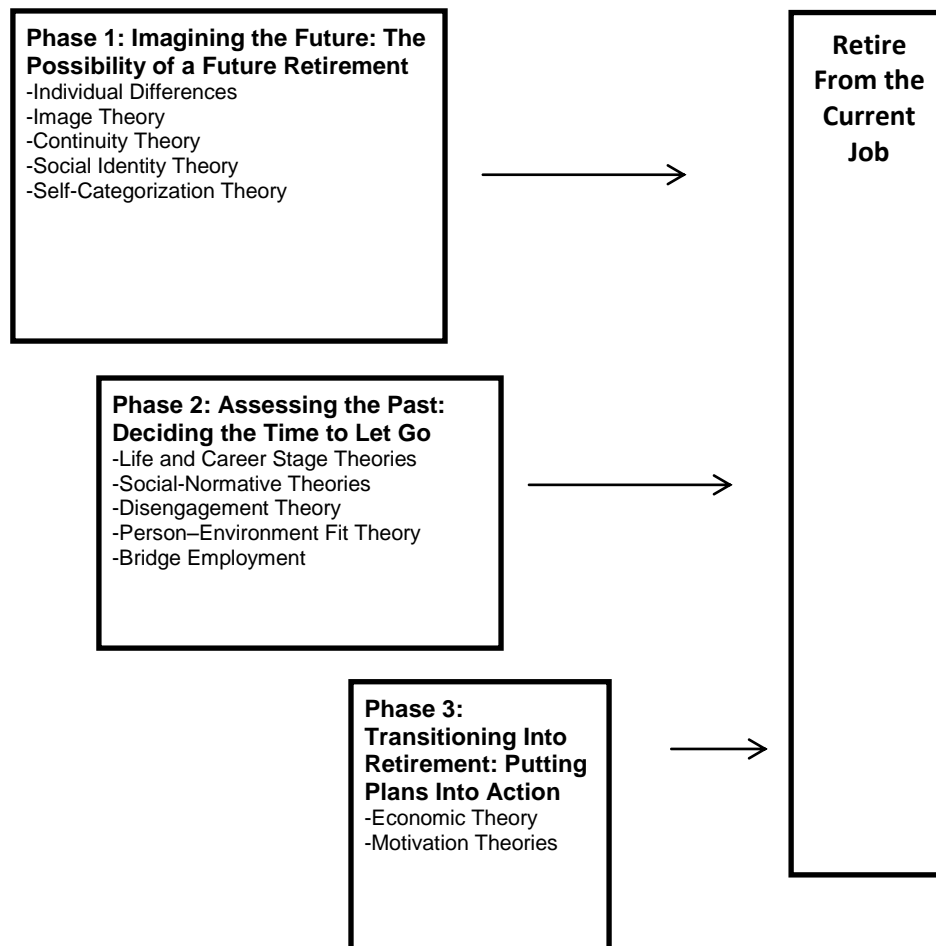 Phase 1: Imagining the Future: The
Possibility of a Future Retirement
-Individual Differences
-Image Theory
-Continuity Theory
-Social Identity Theory
-Self-Categorization Theory
Retire
From the
Current
Job
Phase 2: Assessing the Past:
Deciding the Time to Let Go
-Life and Career Stage Theories
-Social-Normative Theories
-Disengagement Theory
-Person–Environment Fit Theory
-Bridge Employment
Phase 3:
Transitioning Into
Retirement: Putting
Plans Into Action
-Economic Theory
-Motivation Theories